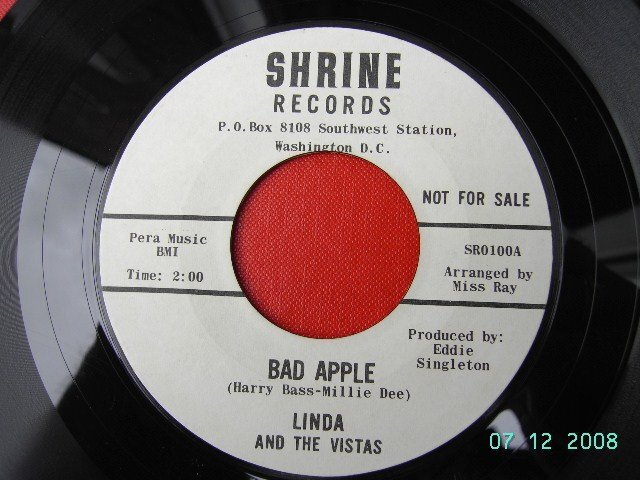 SHRINE
RECORDS
P.O.Box 8108 Southwest Station,
Washington D.C.
NOT FOR SALE
Pera Music
BMI
Time: 2:00
SR0100A
Arranged by
Miss Ray
Produced by:
Eddie
Singleton
BAD APPLE
(Harry Bass-Millie Dee)
LINDA
AND THE VISTAS
07 12 2008